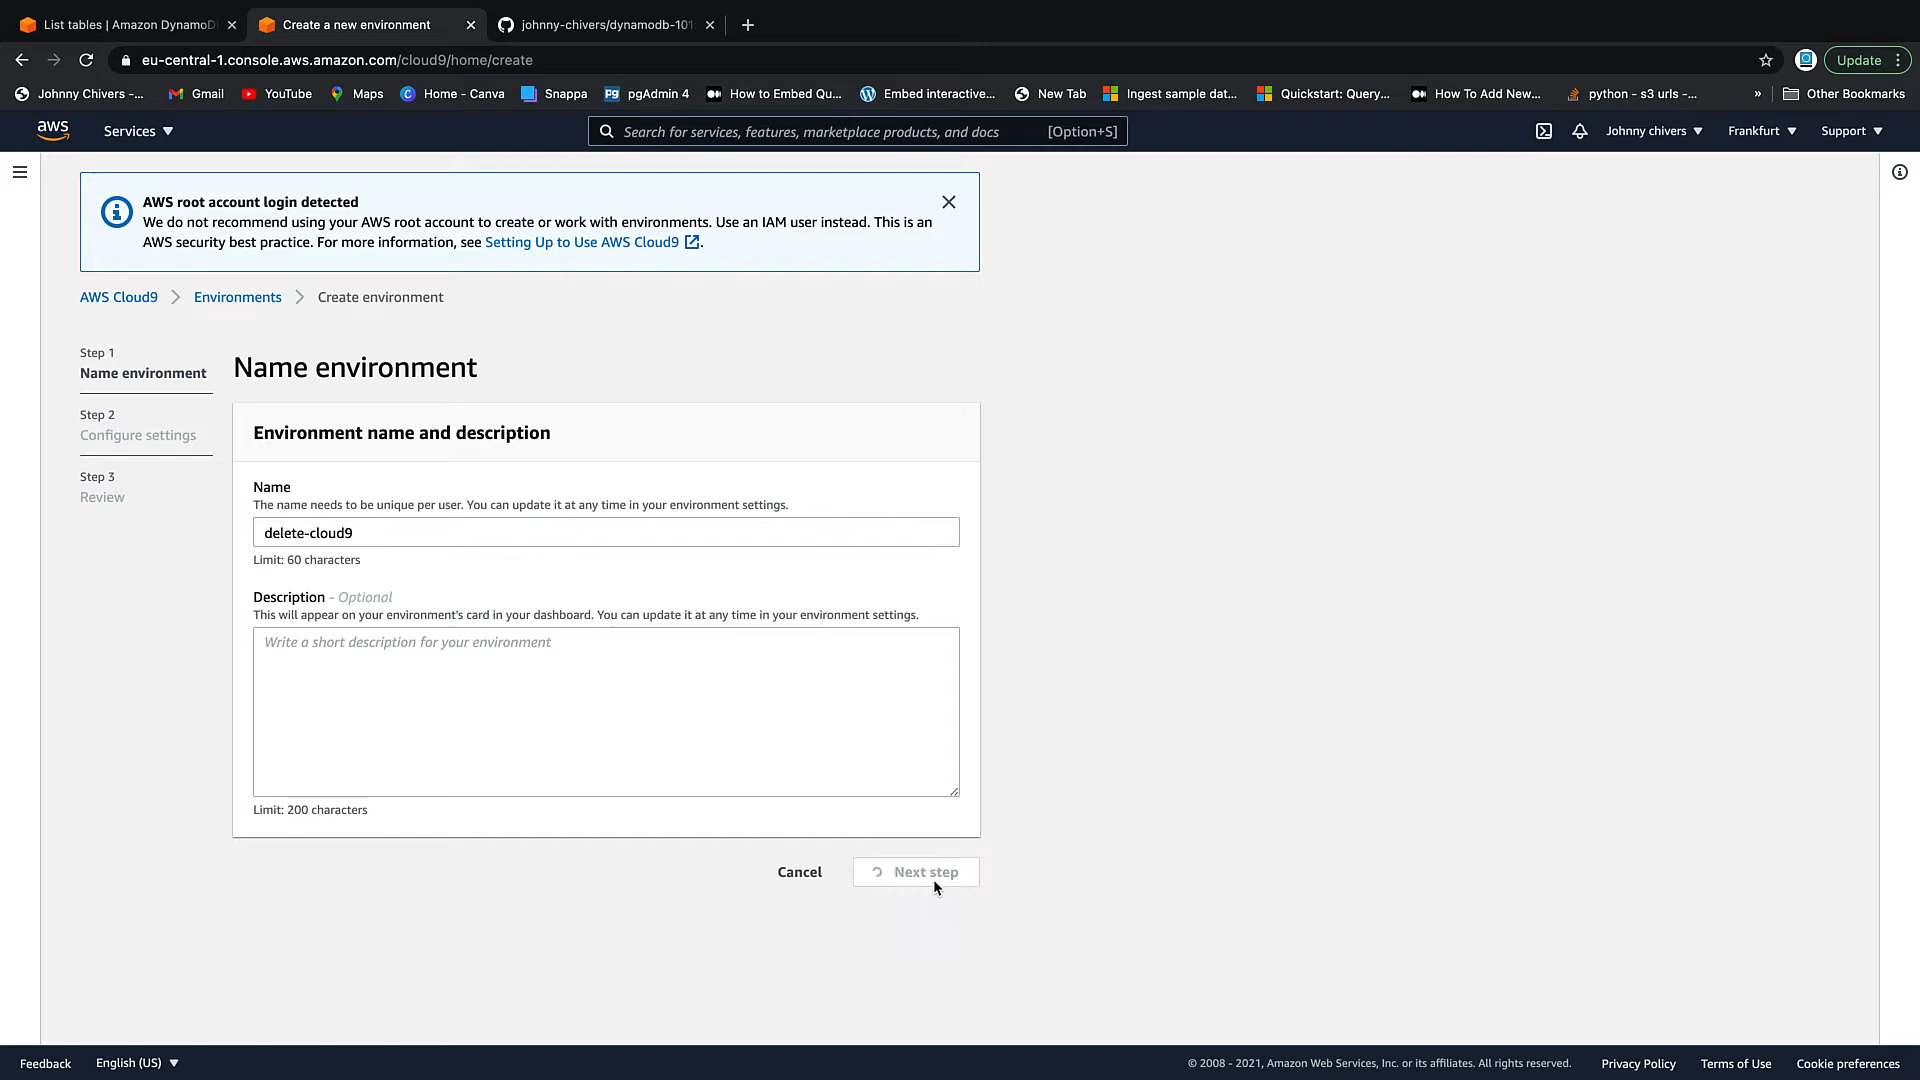 List tables | Amazon DynamoD
Create a new environment
johnny-chivers/dynamodb-101
eu-central-1.console.aws.amazon.com/cloud9/home/create
Update
Johnny Chivers -...
Gmail
YouTube
Maps
Home - Canva
Snappa
pgAdmin 4
How to Embed Qu...
Embed interactive...
New Tab
Ingest sample dat...
Quickstart: Query...
How To Add New...
python - s3 urls -...
»
Other Bookmarks
aws
Services
Search for services, features, marketplace products, and docs
[Option+S]
Johnny chivers
Frankfurt
Support
AWS root account login detected
We do not recommend using your AWS root account to create or work with environments. Use an IAM user instead. This is an
AWS security best practice. For more information, see Setting Up to Use AWS Cloud9 .
AWS Cloud9
Environments
Create environment
Step 1
Name environment
Step 2
Configure settings
Step 3
Review
Name environment
Environment name and description
Name
The name needs to be unique per user. You can update it at any time in your environment settings.
delete-cloud9
Limit: 60 characters
Description - Optional
This will appear on your environment's card in your dashboard. You can update it at any time in your environment settings.
Write a short description for your environment
Limit: 200 characters
Cancel
Next step
Feedback
English (US)
© 2008 - 2021, Amazon Web Services, Inc. or its affiliates. All rights reserved.
Privacy Policy
Terms of Use
Cookie preferences